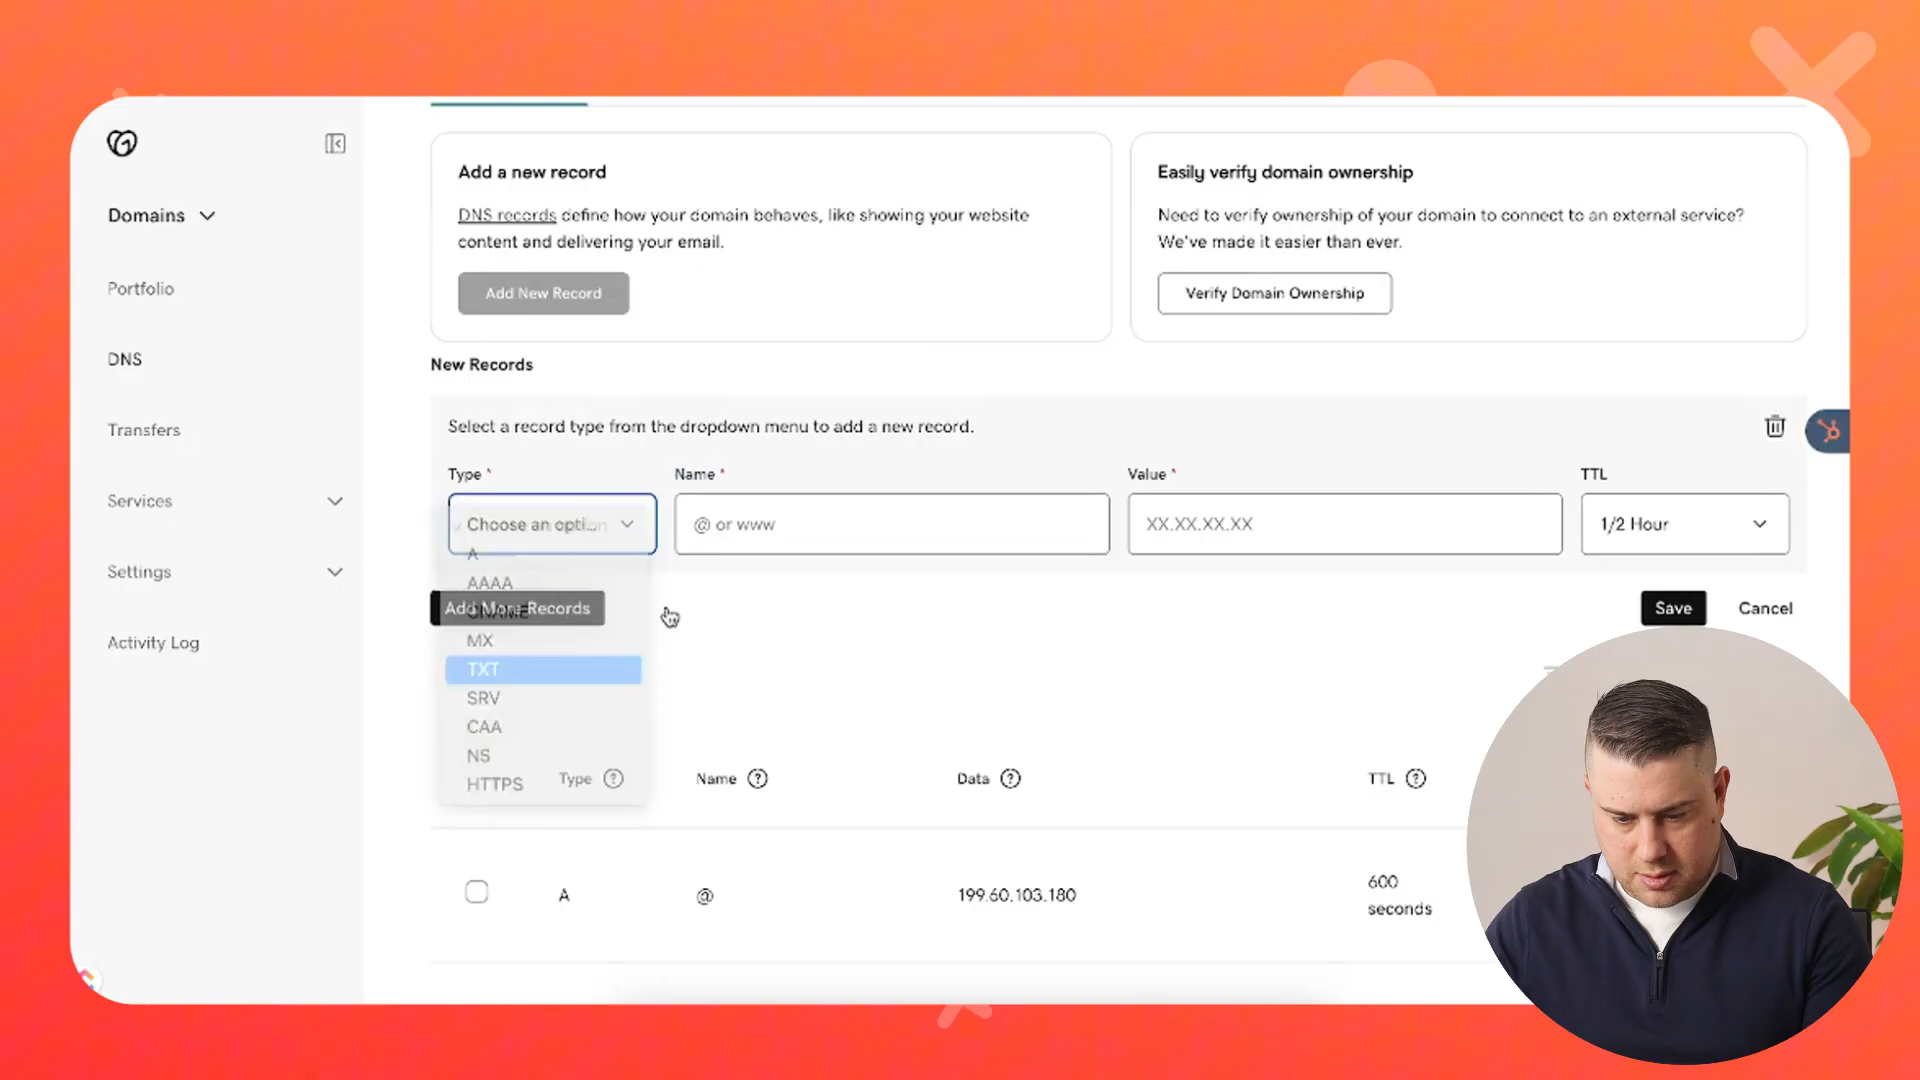 Domains
Portfolio
DNS
Transfers
Services
Settings
Activity Log
Add a new record
DNS records define how your domain behaves, like showing your website
content and delivering your email.
Add New Record
Easily verify domain ownership
Need to verify ownership of your domain to connect to an external service?
We've made it easier than ever.
Verify Domain Ownership
New Records
Select a record type from the dropdown menu to add a new record.
Type *
Name *
Value *
TTL
Choose an opti...
@ or www
XX.XX.XX.XX
1/2 Hour
A
AAAA
CNAME
MX
TXT
SRV
CAA
NS
HTTPS
Add More Records
Save
Cancel
Type
Name
Data
TTL
A
@
199.60.103.180
600
seconds